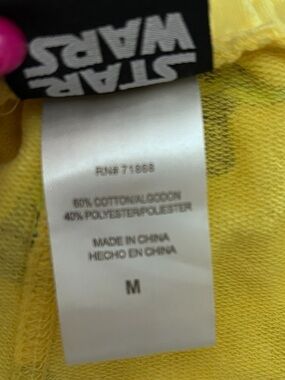 STAR
WARS
RN# 71868
60% COTTON/ALGODON
40% POLYESTER/POLIESTER
MADE IN CHINA
HECHO EN CHINA
M